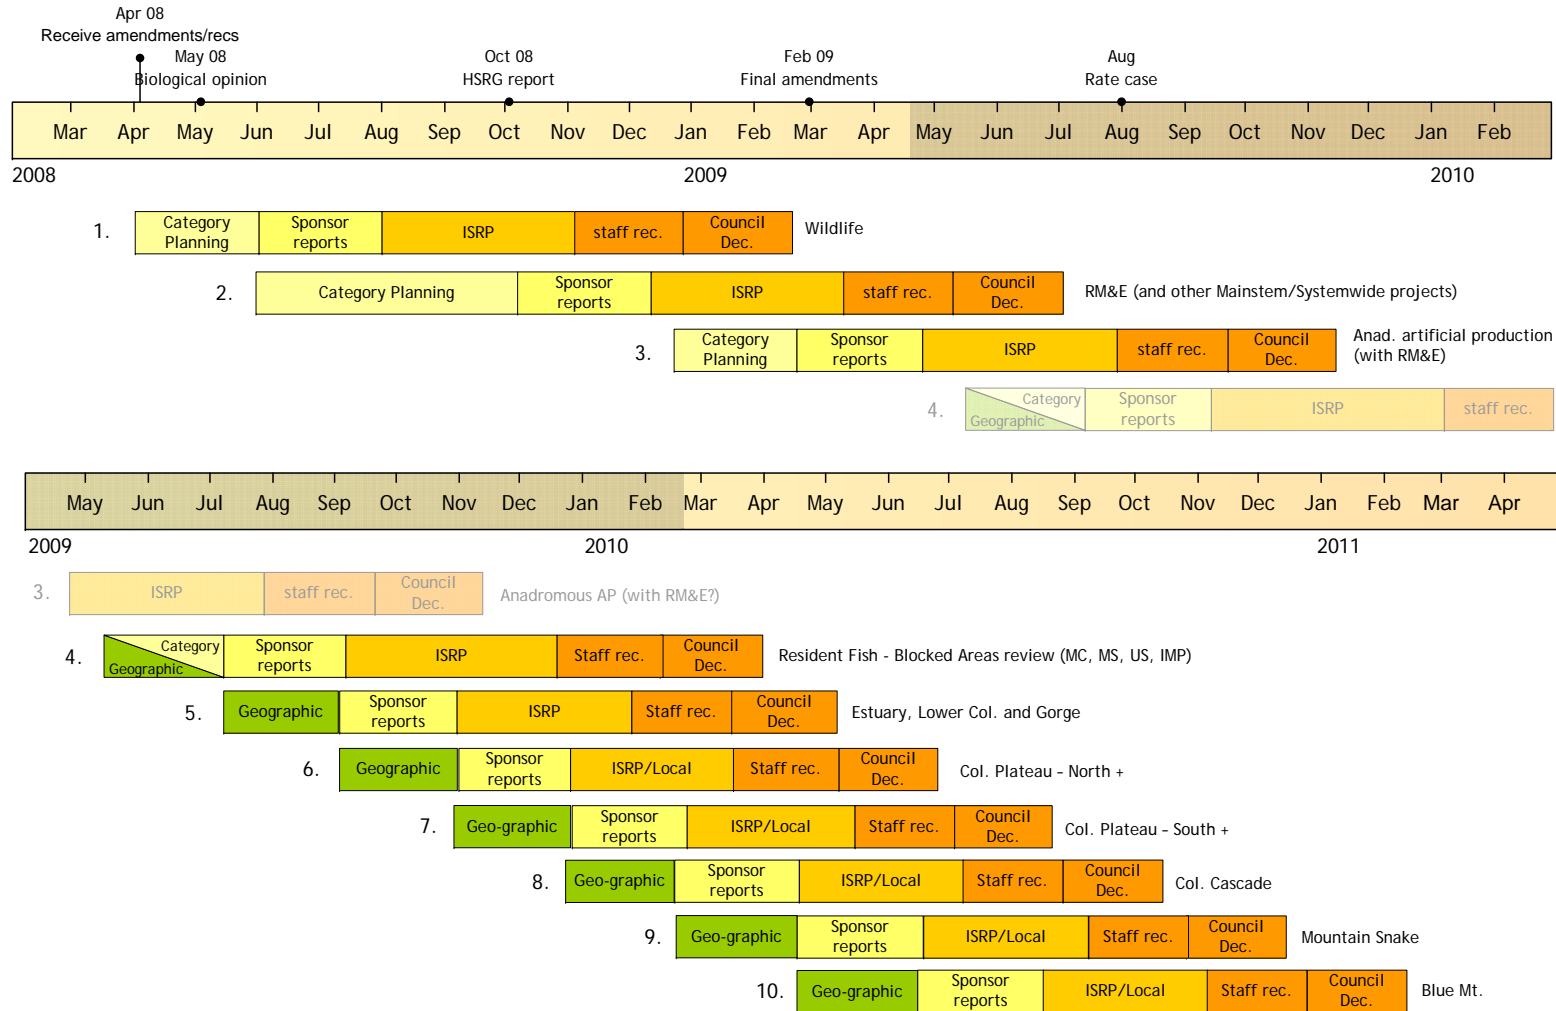 Apr 08
Receive amendments/recs
May 08
Biological opinion
Oct 08
HSRG report
Feb 09
Final amendments
Aug
Rate case
Mar Apr May Jun Jul Aug Sep Oct Nov Dec Jan Feb Mar Apr May Jun Jul Aug Sep Oct Nov Dec Jan Feb
2008 2009 2010
1. Category Planning Sponsor reports ISRP staff rec. Council Dec. Wildlife
2. Category Planning Sponsor reports ISRP staff rec. Council Dec. RM&E (and other Mainstem/Systemwide projects)
3. Category Planning Sponsor reports ISRP staff rec. Council Dec. Anad. artificial production (with RM&E)
4. Category Geographic Sponsor reports ISRP staff rec.
May Jun Jul Aug Sep Oct Nov Dec Jan Feb Mar Apr May Jun Jul Aug Sep Oct Nov Dec Jan Feb Mar Apr
2009 2010 2011
3. ISRP staff rec. Council Dec. Anadromous AP (with RM&E?)
4. Category Geographic Sponsor reports ISRP Staff rec. Council Dec. Resident Fish - Blocked Areas review (MC, MS, US, IMP)
5. Geographic Sponsor reports ISRP Staff rec. Council Dec. Estuary, Lower Col. and Gorge
6. Geographic Sponsor reports ISRP/Local Staff rec. Council Dec. Col. Plateau – North +
7. Geo-graphic Sponsor reports ISRP/Local Staff rec. Council Dec. Col. Plateau – South +
8. Geo-graphic Sponsor reports ISRP/Local Staff rec. Council Dec. Col. Cascade
9. Geo-graphic Sponsor reports ISRP/Local Staff rec. Council Dec. Mountain Snake
10. Geo-graphic Sponsor reports ISRP/Local Staff rec. Council Dec. Blue Mt.